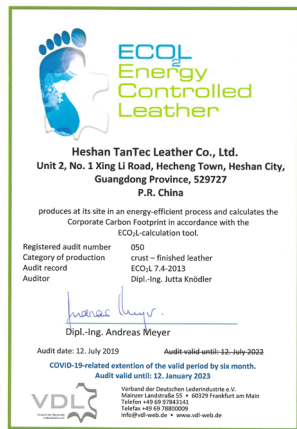 ECO2L
Energy
Controlled
Leather
Heshan TanTec Leather Co., Ltd.
Unit 2, No. 1 Xing Li Road, Hecheng Town, Heshan City,
Guangdong Province, 529727
P.R. China
produces at its site in an energy-efficient process and calculates the
Corporate Carbon Footprint in accordance with the
ECO₂L-calculation tool.
Registered audit number 050
Category of production crust – finished leather
Audit record ECO₂L 7.4-2013
Auditor Dipl.-Ing. Jutta Knödler
Dipl.-Ing. Andreas Meyer
Audit date: 12. July 2019 Audit valid until: 12. July 2022
COVID-19-related extention of the valid period by six month.
Audit valid until: 12. January 2023
VDL
Verband der Deutschen Lederindustrie e.V.
Mainzer Landstraße 55 • 60329 Frankfurt am Main
Telefon +49 69 97843141
Telefax +49 69 78800009
info@vdl-web.de • www.vdl-web.de